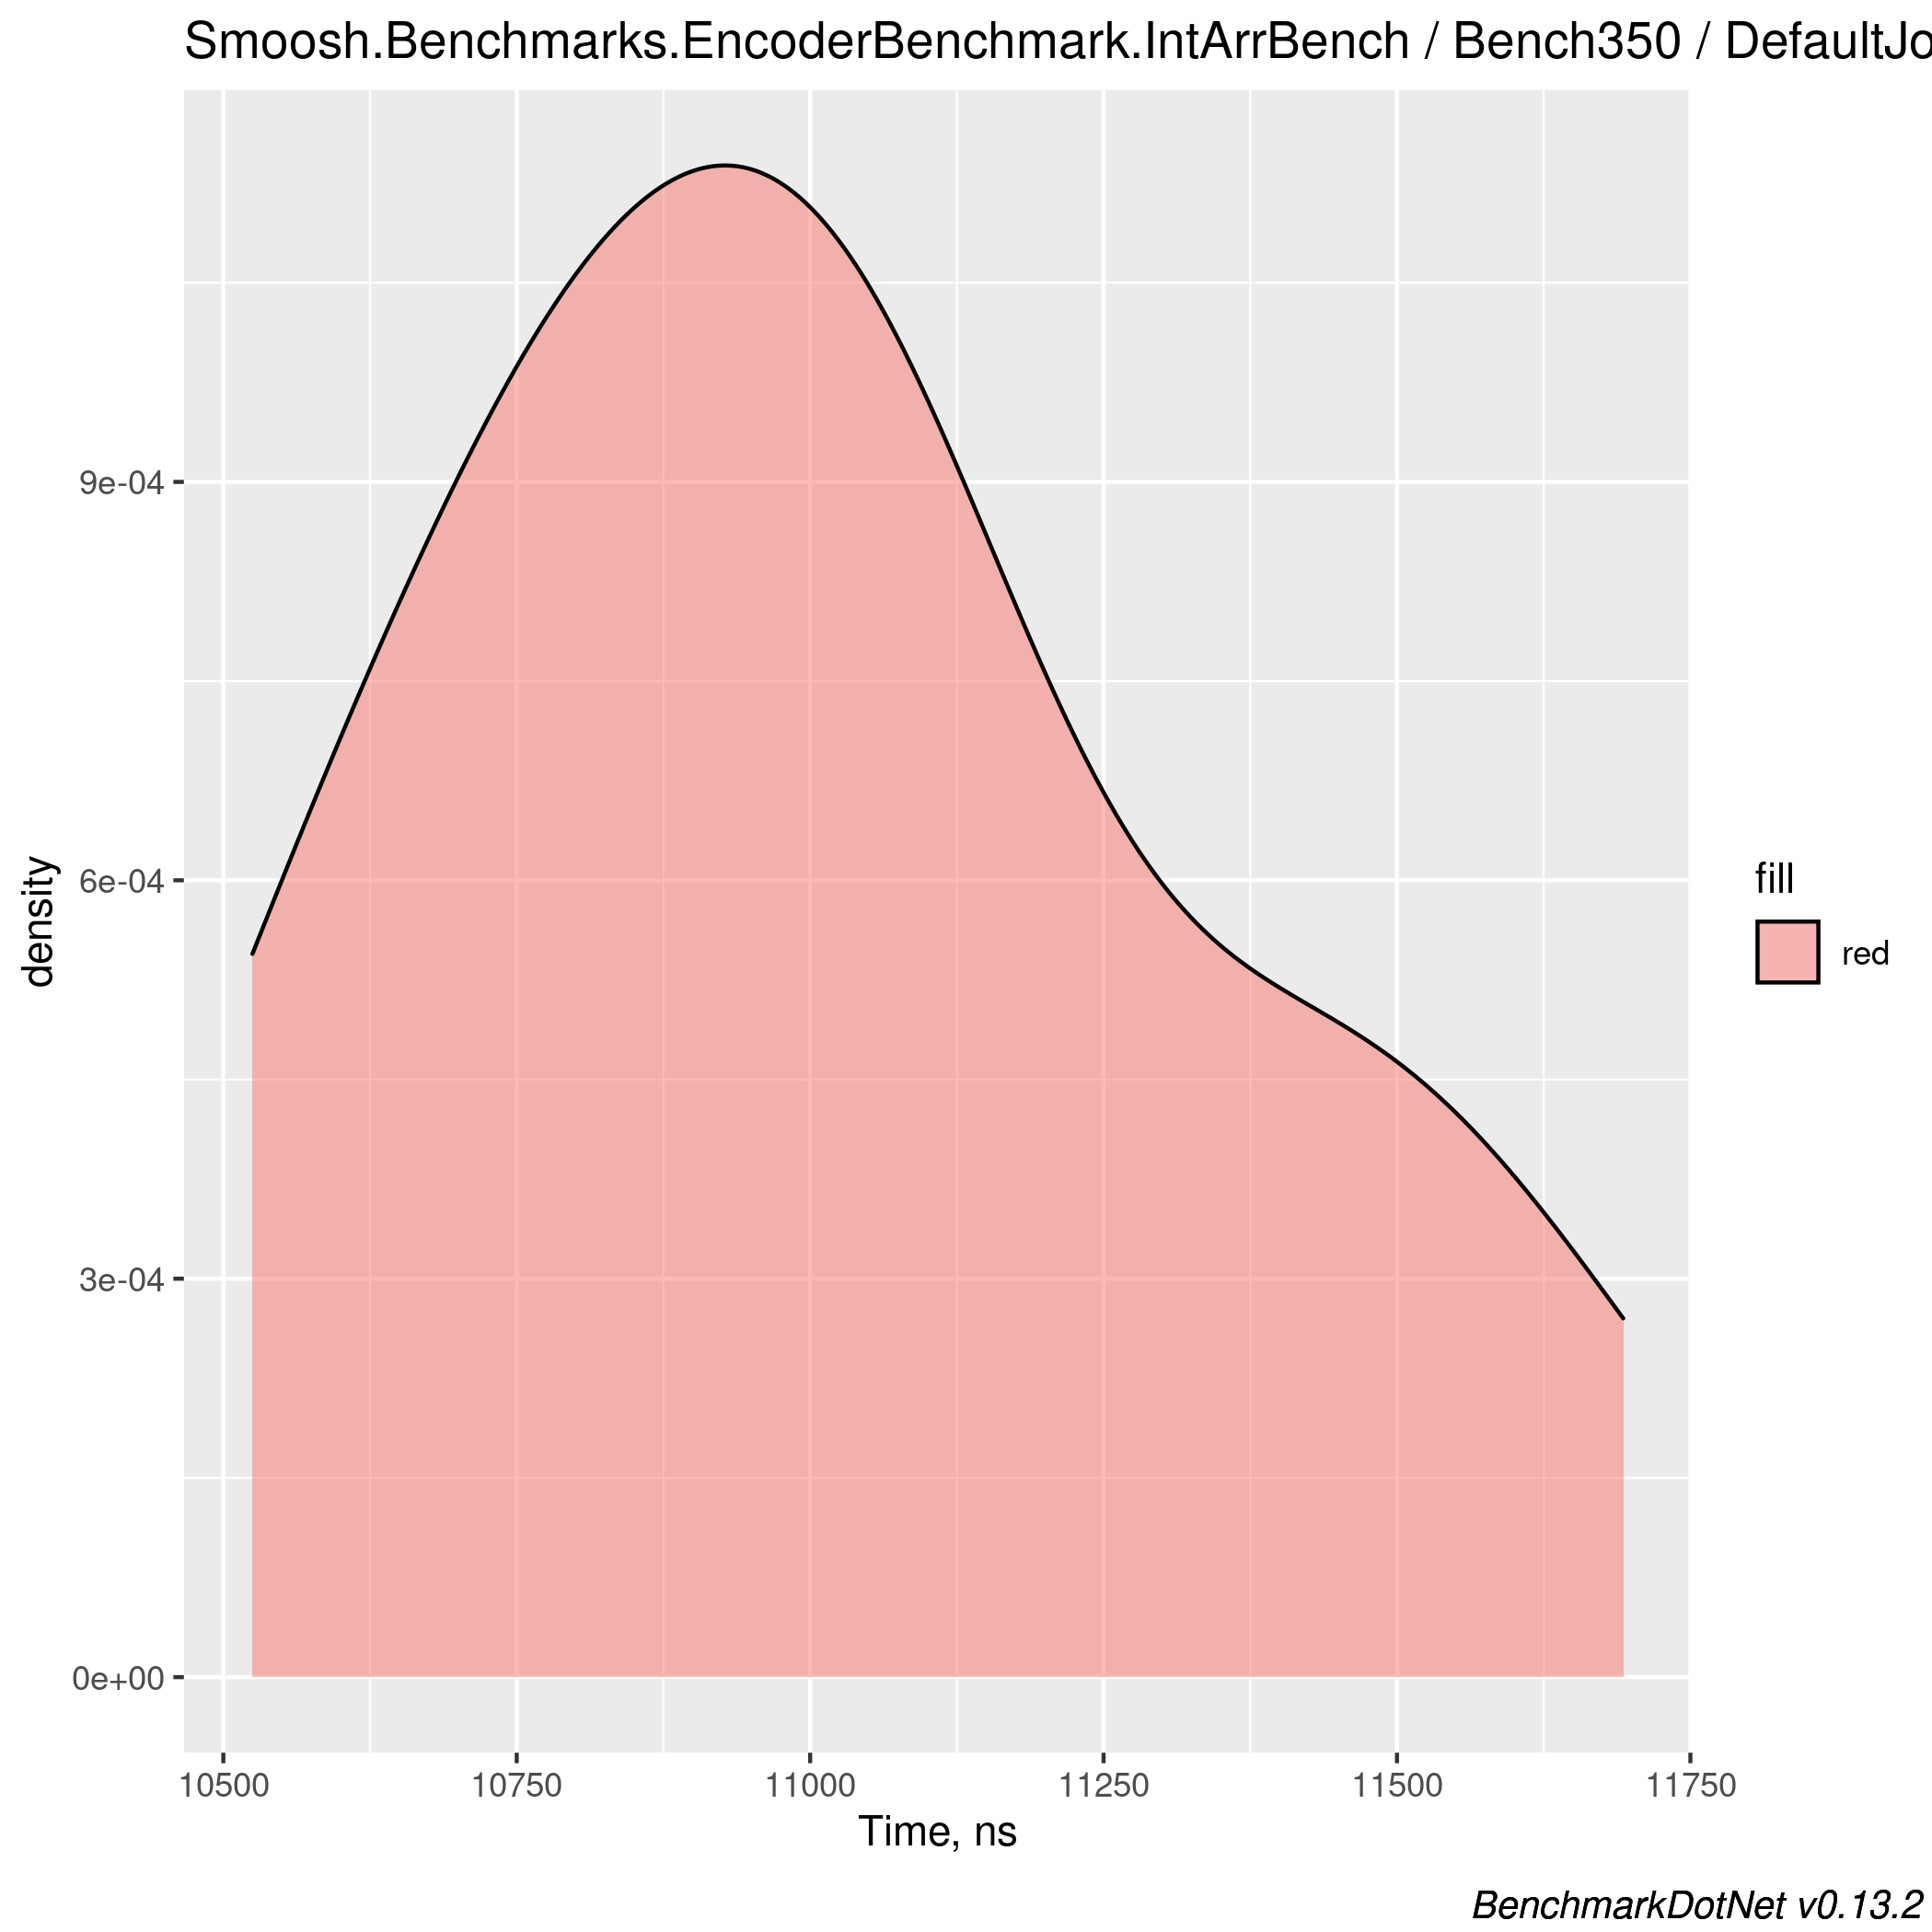 Smoosh.Benchmarks.EncoderBenchmark.IntArrBench / Bench350 / DefaultJo
density
9e-04
6e-04
3e-04
0e+00
10500 10750 11000 11250 11500 11750
Time, ns
fill
red
BenchmarkDotNet v0.13.2